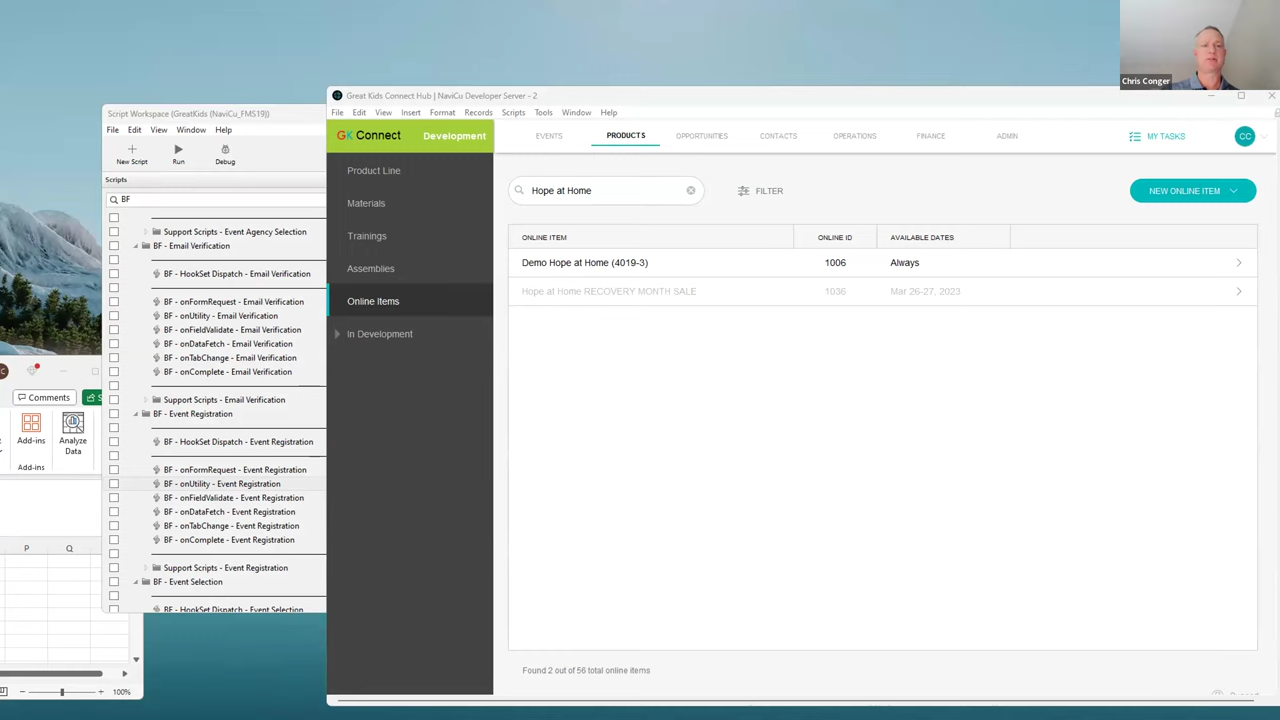 Chris Conger
Script Workspace (GreatKids (NaviCu_FMS19))
File Edit View Window Help
New Script Run Debug
Scripts
BF
Support Scripts - Event Agency Selection
BF - Email Verification
BF - HookSet Dispatch - Email Verification
BF - onFormRequest - Email Verification
BF - onUtility - Email Verification
BF - onFieldValidate - Email Verification
BF - onDataFetch - Email Verification
BF - onTabChange - Email Verification
BF - onComplete - Email Verification
Support Scripts - Email Verification
BF - Event Registration
BF - HookSet Dispatch - Event Registration
BF - onFormRequest - Event Registration
BF - onUtility - Event Registration
BF - onFieldValidate - Event Registration
BF - onDataFetch - Event Registration
BF - onTabChange - Event Registration
BF - onComplete - Event Registration
Support Scripts - Event Registration
BF - Event Selection
BF - HookSet Dispatch - Event Selection
Comments
Add-ins Analyze
Data
Add-ins
P Q
100%
Great Kids Connect Hub | NaviCu Developer Server - 2
File Edit View Insert Format Records Scripts Tools Window Help
GK Connect Development
EVENTS PRODUCTS OPPORTUNITIES CONTACTS OPERATIONS FINANCE ADMIN MY TASKS CC
Product Line
Materials
Trainings
Assemblies
Online Items
In Development
Hope at Home FILTER NEW ONLINE ITEM
ONLINE ITEM ONLINE ID AVAILABLE DATES
Demo Hope at Home (4019-3) 1006 Always
Hope at Home RECOVERY MONTH SALE 1036 Mar 26-27, 2023
Found 2 out of 56 total online items